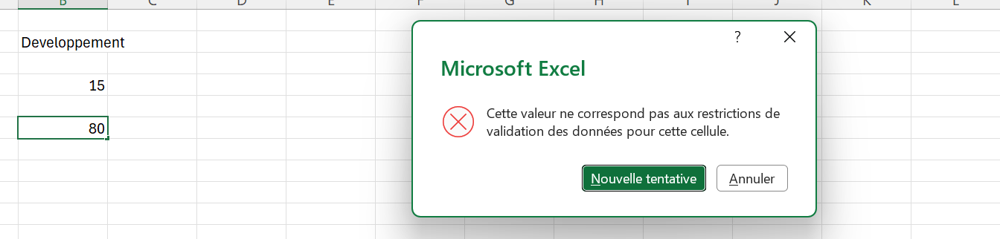 B C D E F G H I J K L
Developpement
15
80
?
Microsoft Excel
Cette valeur ne correspond pas aux restrictions de
validation des données pour cette cellule.
Nouvelle tentative Annuler